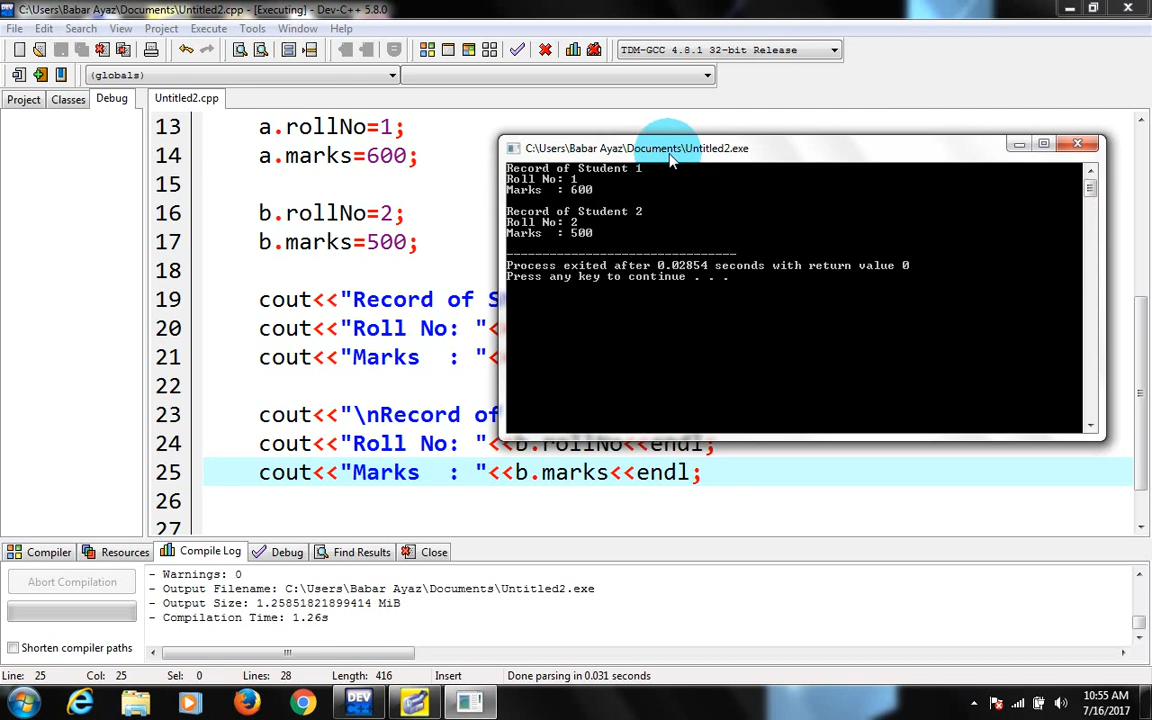 C:\Users\Babar Ayaz\Documents\Untitled2.cpp - [Executing] - Dev-C++ 5.8.0
File Edit Search View Project Execute Tools Window Help
TDM-GCC 4.8.1 32-bit Release
(globals)
Project Classes Debug
Untitled2.cpp
13 a.rollNo=1;
14 a.marks=600;
15
16 b.rollNo=2;
17 b.marks=500;
18
19 cout<<"Record of S
20 cout<<"Roll No: "<
21 cout<<"Marks  : "<
22
23 cout<<"\nRecord of
24 cout<<"Roll No: "<<b.rollNo<<endl;
25 cout<<"Marks  : "<<b.marks<<endl;
26
27
C:\Users\Babar Ayaz\Documents\Untitled2.exe
Record of Student 1
Roll No: 1
Marks  : 600
Record of Student 2
Roll No: 2
Marks  : 500
--------------------------------
Process exited after 0.02854 seconds with return value 0
Press any key to continue . . .
Compiler Resources Compile Log Debug Find Results Close
Abort Compilation
Shorten compiler paths
- Warnings: 0
- Output Filename: C:\Users\Babar Ayaz\Documents\Untitled2.exe
- Output Size: 1.25851821899414 MiB
- Compilation Time: 1.26s
Line: 25 Col: 25 Sel: 0 Lines: 28 Length: 416 Insert Done parsing in 0.031 seconds
DEV
10:55 AM
7/16/2017